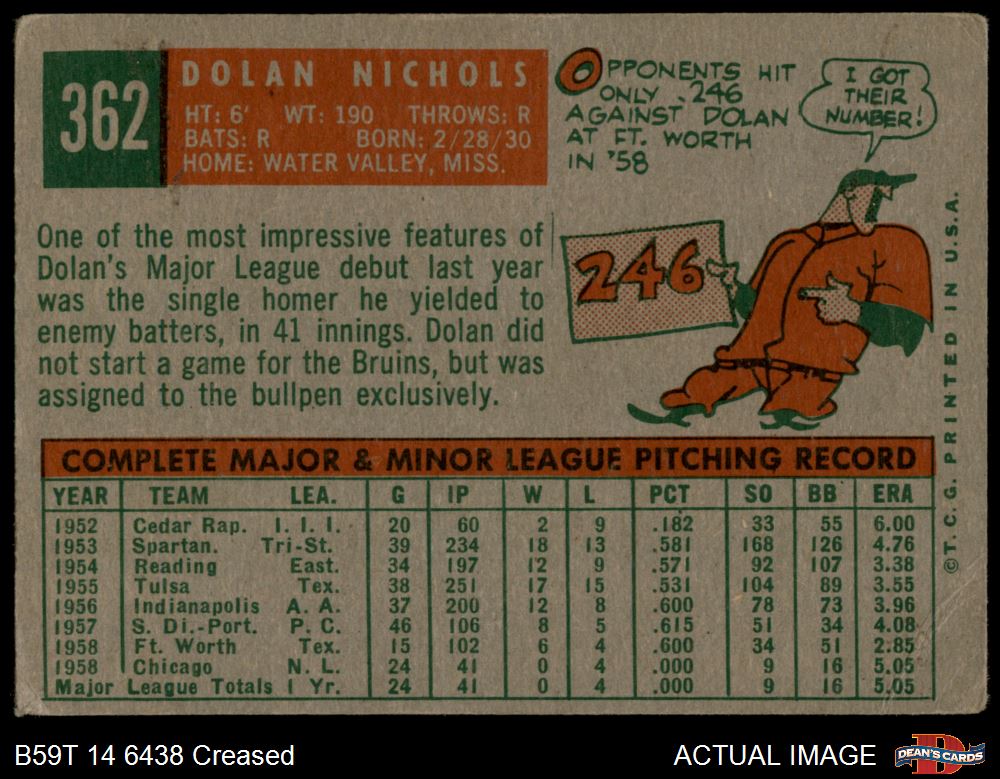 362
DOLAN NICHOLS
HT: 6' WT: 190 THROWS: R
BATS: R BORN: 2/28/30
HOME: WATER VALLEY, MISS.
OPPONENTS HIT
ONLY .246
AGAINST DOLAN
AT FT. WORTH
IN '58
I GOT
THEIR
NUMBER!
246
One of the most impressive features of
Dolan's Major League debut last year
was the single homer he yielded to
enemy batters, in 41 innings. Dolan did
not start a game for the Bruins, but was
assigned to the bullpen exclusively.
COMPLETE MAJOR & MINOR LEAGUE PITCHING RECORD
YEAR TEAM LEA. G IP W L PCT SO BB ERA
1952 Cedar Rap. I. I. I. 20 60 2 9 .182 33 55 6.00
1953 Spartan. Tri-St. 39 234 18 13 .581 168 126 4.76
1954 Reading East. 34 197 12 9 .571 92 107 3.38
1955 Tulsa Tex. 38 251 17 15 .531 104 89 3.55
1956 Indianapolis A. A. 37 200 12 8 .600 78 73 3.96
1957 S. Di.-Port. P. C. 46 106 8 5 .615 51 34 4.08
1958 Ft. Worth Tex. 15 102 6 4 .600 34 51 2.85
1958 Chicago N. L. 24 41 0 4 .000 9 16 5.05
Major League Totals 1 Yr. 24 41 0 4 .000 9 16 5.05
©T. C. G. PRINTED IN U.S.A.
B59T 14 6438 Creased
ACTUAL IMAGE
DEAN'S CARDS